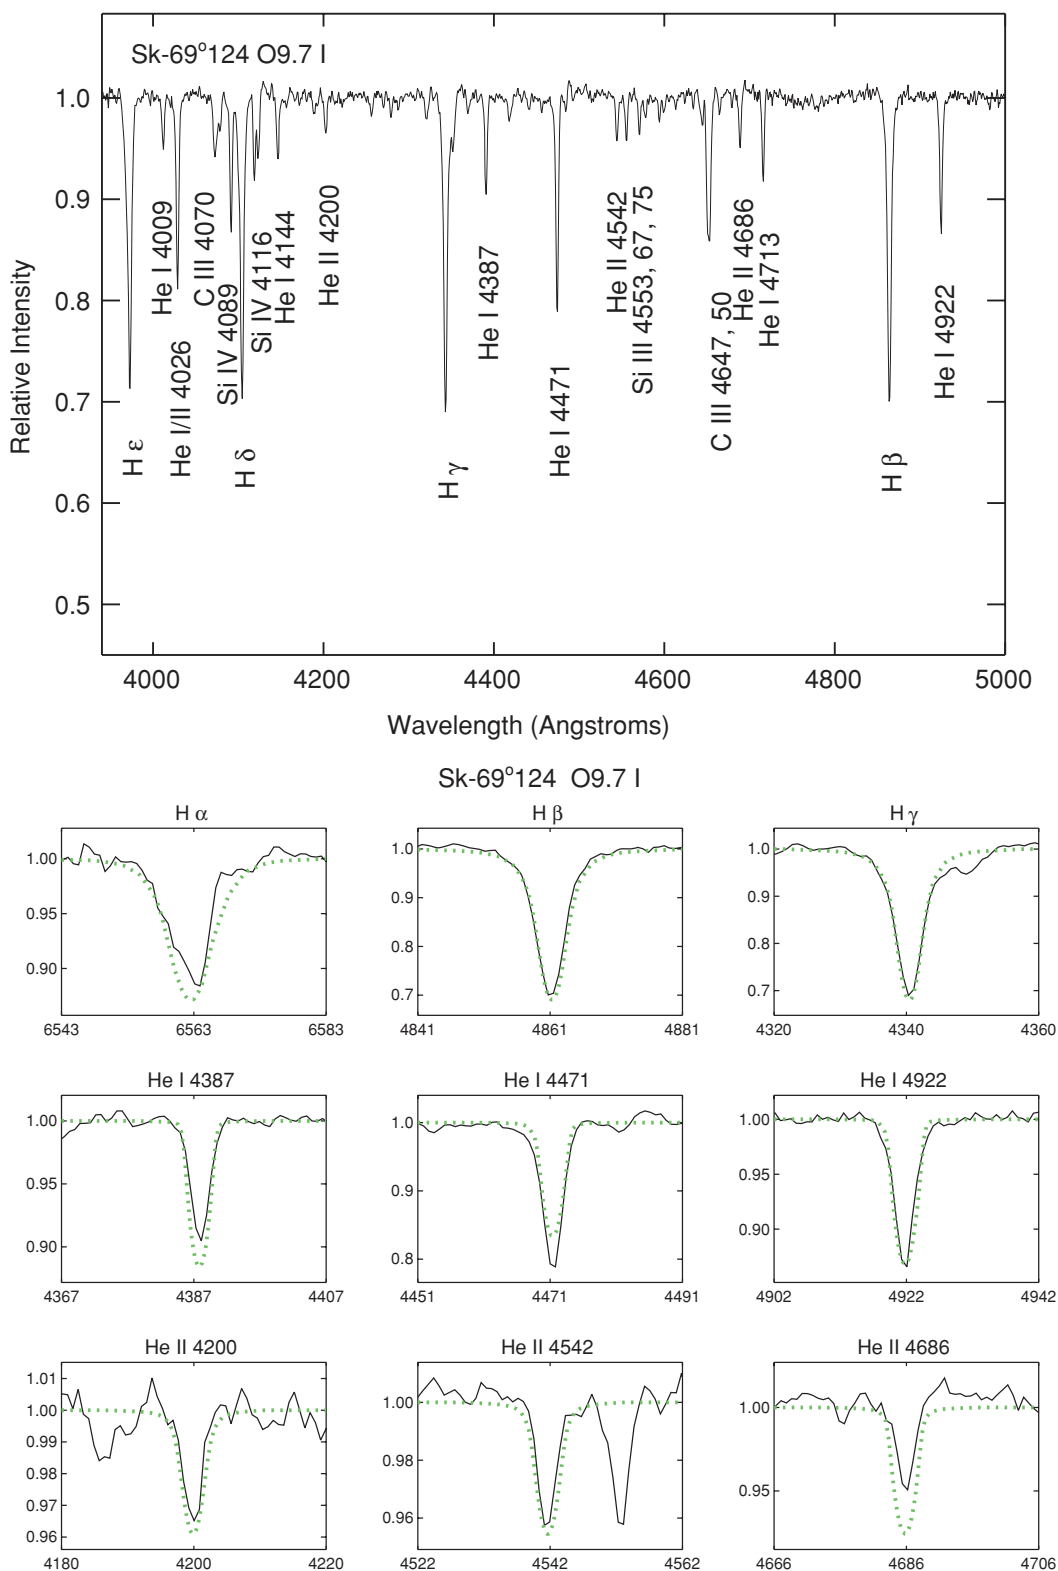 Sk-69°124 O9.7 I
Relative Intensity
1.0
0.9
0.8
0.7
0.6
0.5
H ε
He I 4009
He I/II 4026
C III 4070
Si IV 4089
H δ
Si IV 4116
He I 4144
He II 4200
H γ
He I 4387
He I 4471
He II 4542
Si III 4553, 67, 75
C III 4647, 50
He II 4686
He I 4713
H β
He I 4922
4000 4200 4400 4600 4800 5000
Wavelength (Angstroms)
Sk-69°124 O9.7 I
H α
1.00
0.95
0.90
6543 6563 6583
H β
1.0
0.9
0.8
0.7
4841 4861 4881
H γ
1.0
0.9
0.8
0.7
4320 4340 4360
He I 4387
1.00
0.95
0.90
4367 4387 4407
He I 4471
1.0
0.9
0.8
4451 4471 4491
He I 4922
1.00
0.95
0.90
4902 4922 4942
He II 4200
1.01
1.00
0.99
0.98
0.97
0.96
4180 4200 4220
He II 4542
1.00
0.98
0.96
4522 4542 4562
He II 4686
1.00
0.95
4666 4686 4706